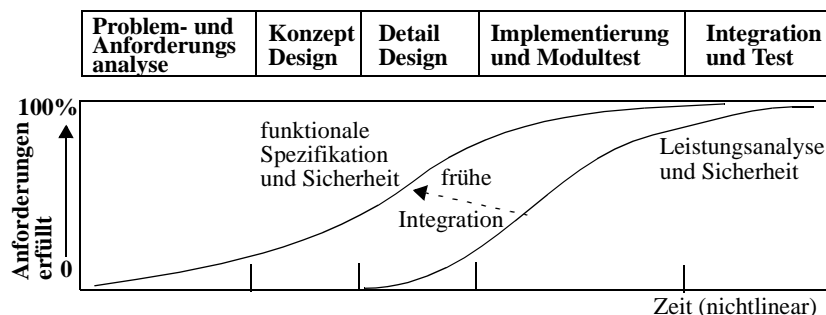 Problem- und
Anforderungs
analyse
Konzept
Design
Detail
Design
Implementierung
und Modultest
Integration
und Test
100%
funktionale
Spezifikation
und Sicherheit
frühe
Integration
Leistungsanalyse
und Sicherheit
Anforderungen
erfüllt
0
Zeit (nichtlinear)